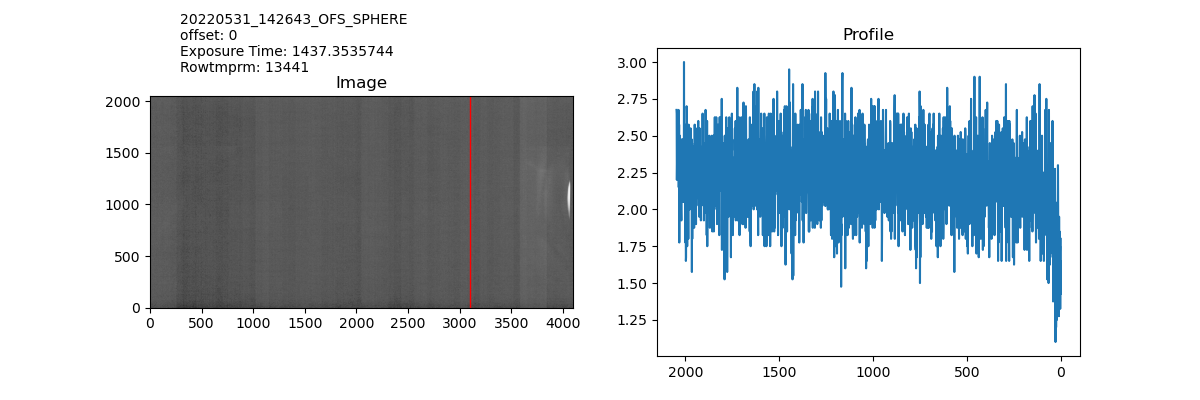 20220531_142643_OFS_SPHERE
offset: 0
Exposure Time: 1437.3535744
Rowtmprm: 13441
Image
2000
1500
1000
500
0
0 500 1000 1500 2000 2500 3000 3500 4000
Profile
3.00
2.75
2.50
2.25
2.00
1.75
1.50
1.25
2000 1500 1000 500 0